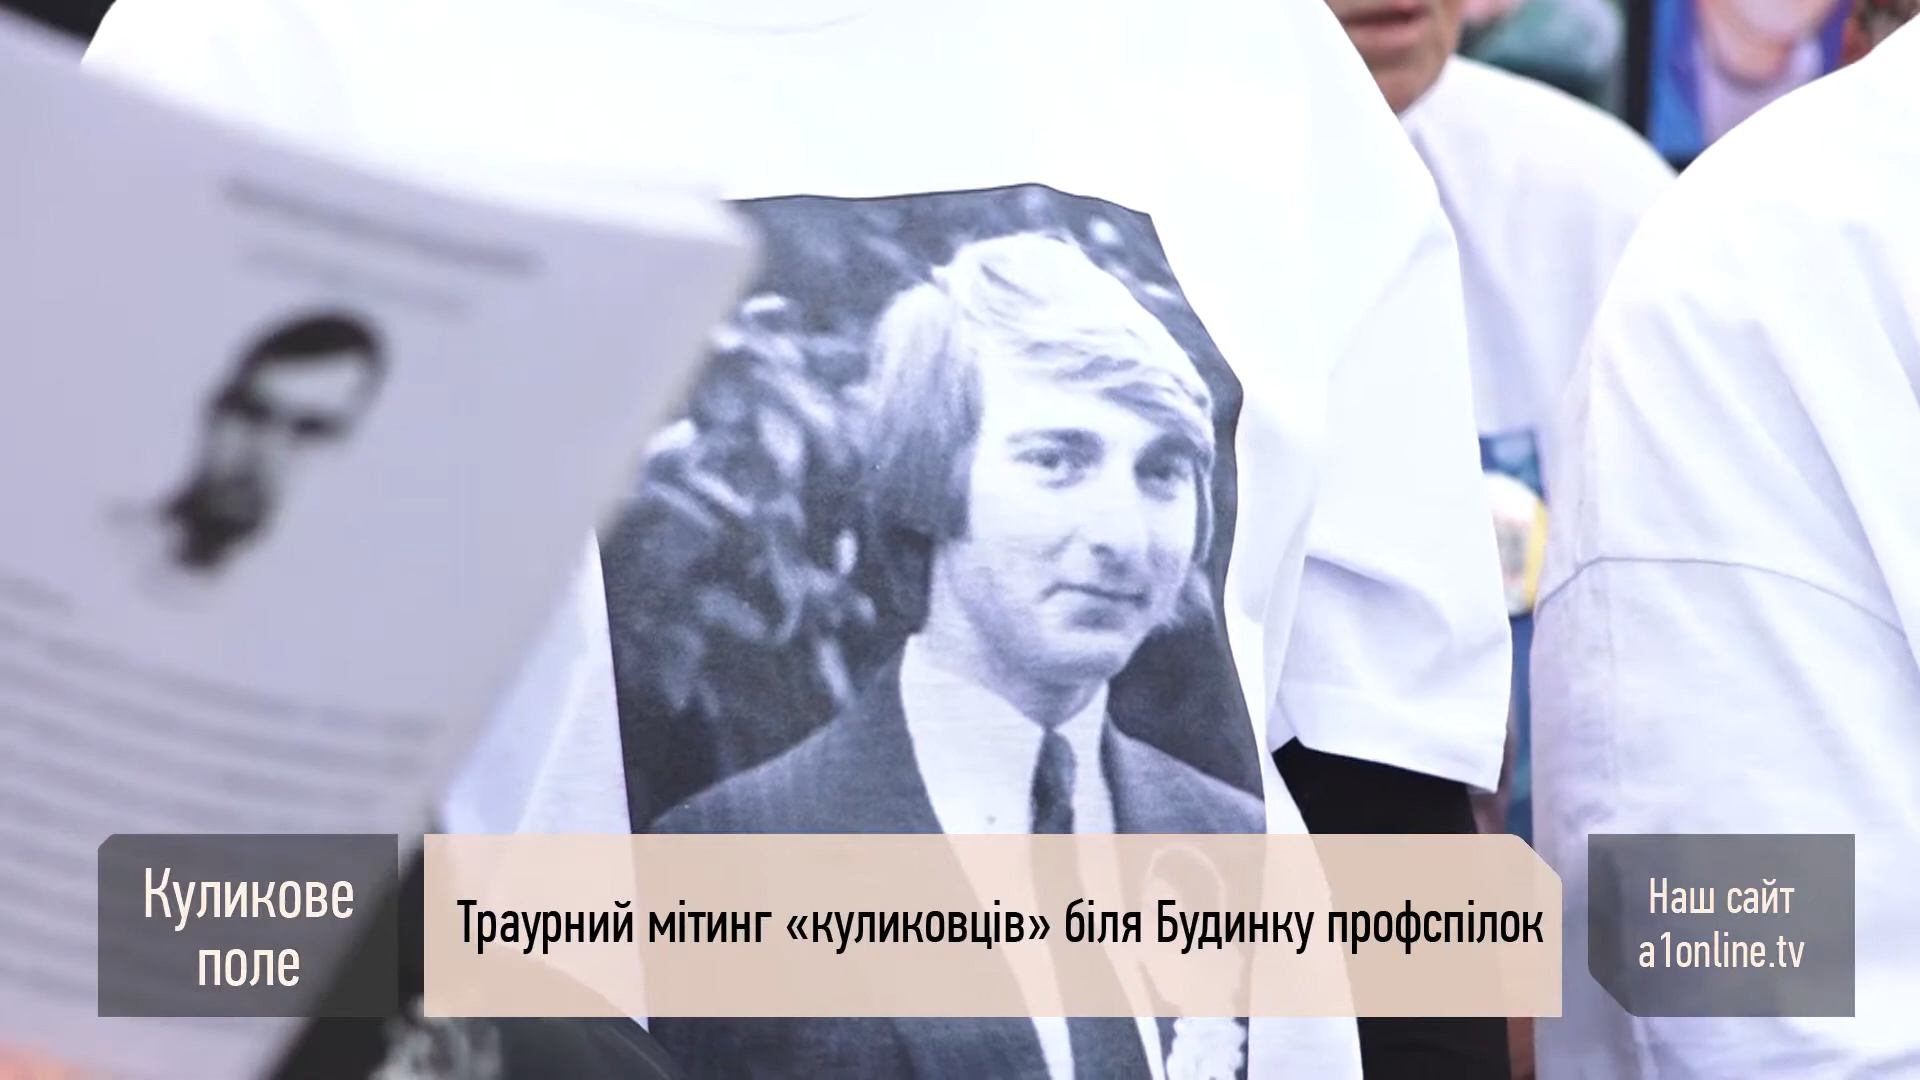 Куликове
поле
Траурний мітинг «куликовців» біля Будинку профспілок
Наш сайт
a1online.tv